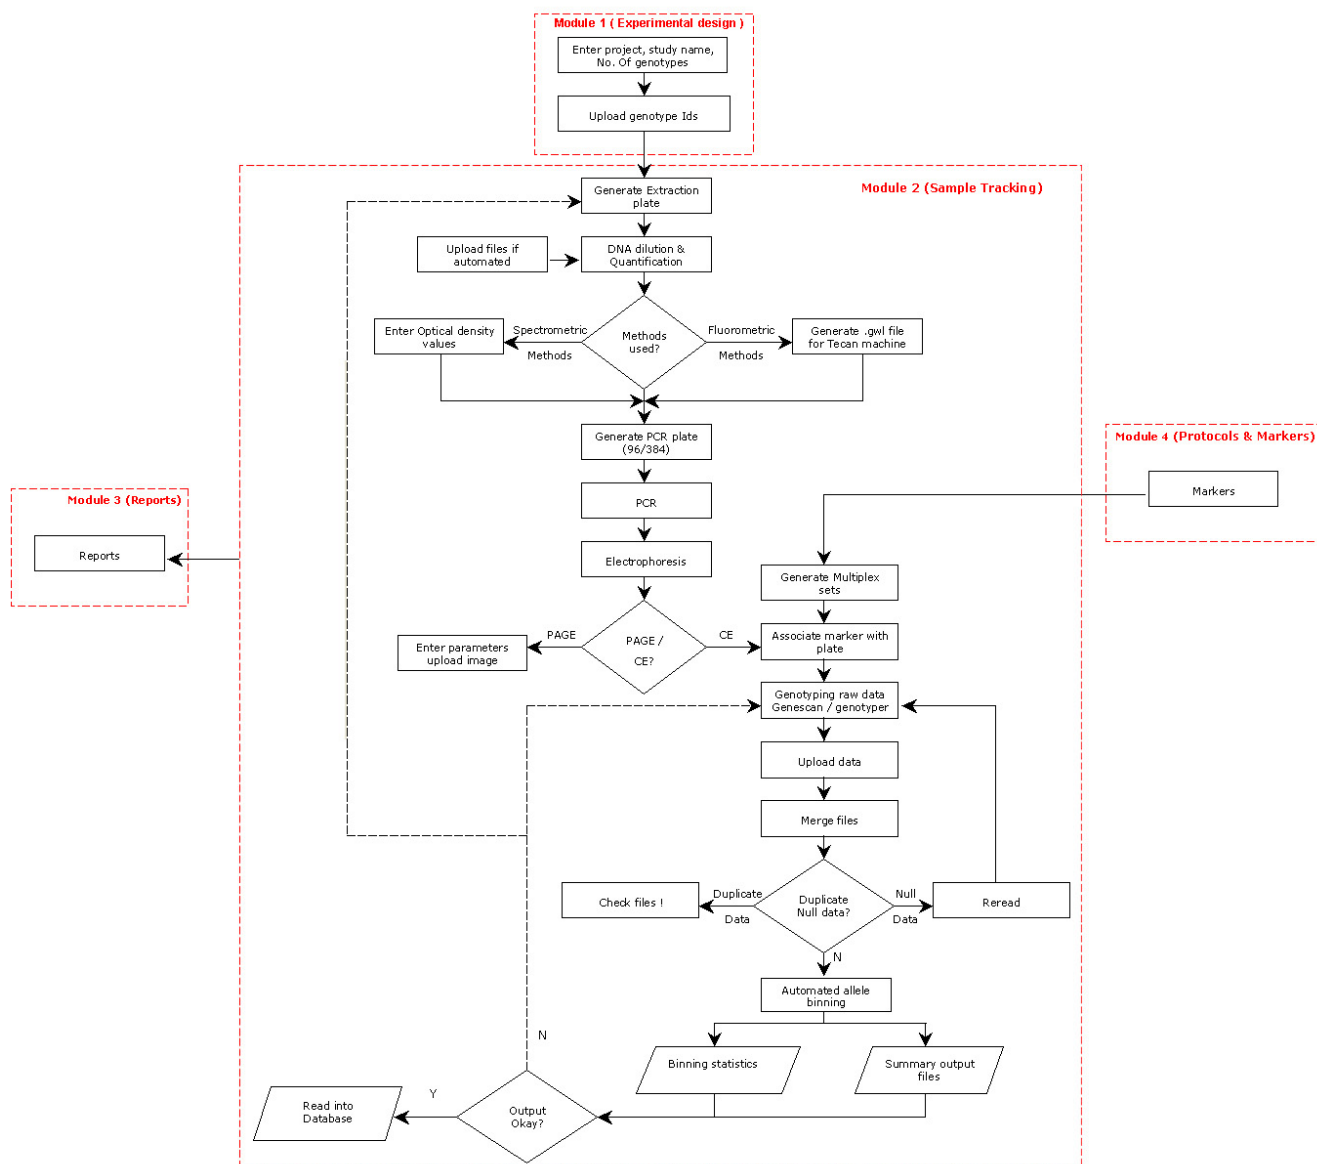 Module 1 ( Experimental design )
Enter project, study name,
No. Of genotypes
Upload genotype Ids
Module 2 (Sample Tracking)
Generate Extraction
plate
Upload files if
automated
DNA dilution &
Quantification
Enter Optical density
values
Spectrometric
Methods
Methods
used?
Fluorometric
Methods
Generate .gwl file
for Tecan machine
Generate PCR plate
(96/384)
Module 4 (Protocols & Markers)
Markers
Module 3 (Reports)
Reports
PCR
Electrophoresis
Generate Multiplex
sets
Enter parameters
upload image
PAGE
PAGE /
CE?
CE
Associate marker with
plate
Genotyping raw data
Genescan / genotyper
Upload data
Merge files
Check files !
Duplicate
Data
Duplicate
Null data?
Null
Data
Reread
N
Automated allele
binning
Binning statistics
Summary output
files
N
Output
Okay?
Y
Read into
Database